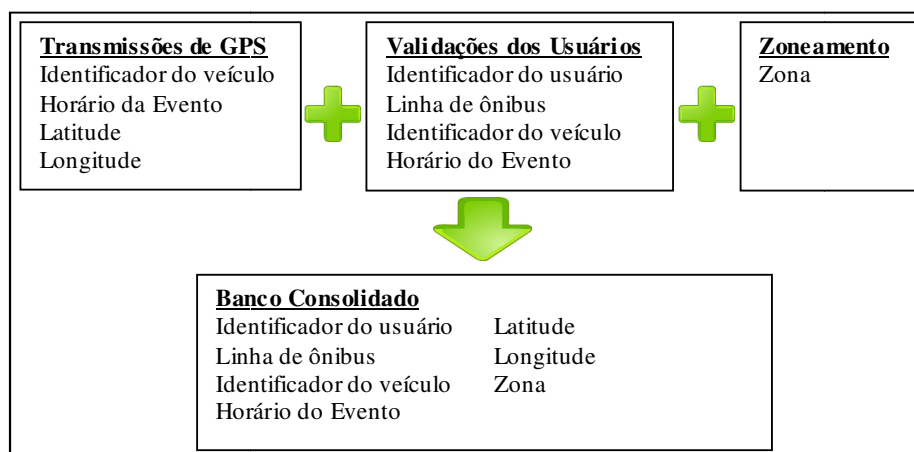 Transmissões de GPS
Identificador do veículo
Horário da Evento
Latitude
Longitude
Validações dos Usuários
Identificador do usuário
Linha de ônibus
Identificador do veículo
Horário do Evento
Zoneamento
Zona
Banco Consolidado
Identificador do usuário
Linha de ônibus
Identificador do veículo
Horário do Evento
Latitude
Longitude
Zona